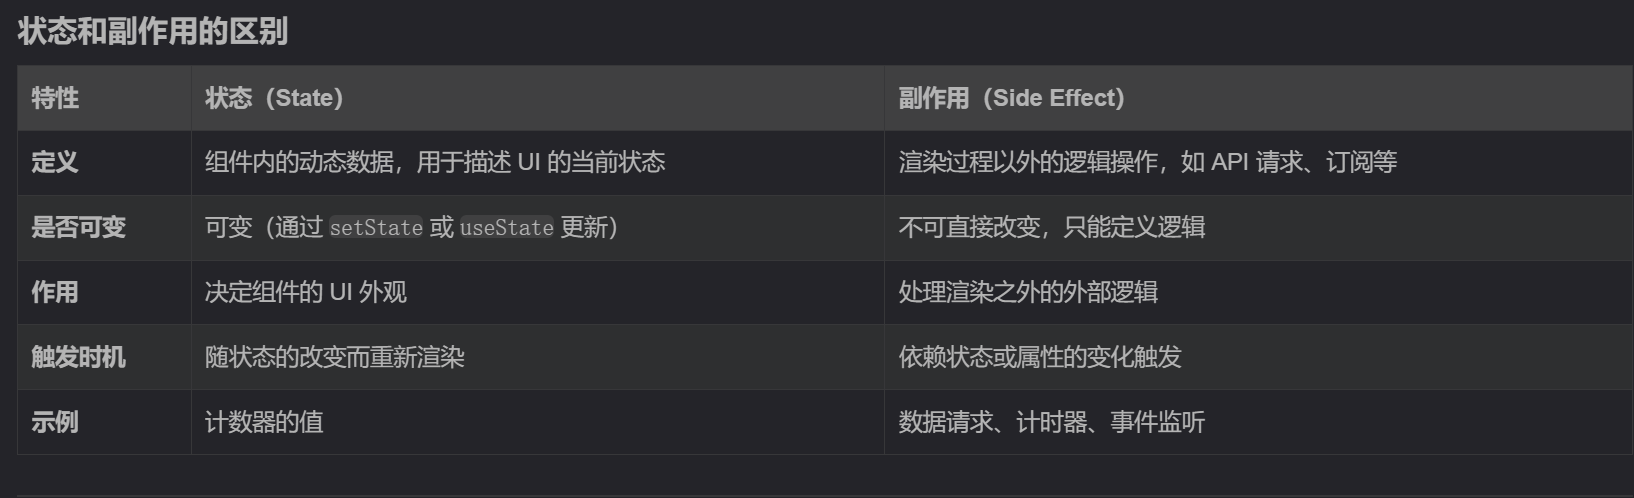 状态和副作用的区别
特性 状态（State） 副作用（Side Effect）
定义 组件内的动态数据，用于描述 UI 的当前状态 渲染过程以外的逻辑操作，如 API 请求、订阅等
是否可变 可变（通过 setState 或 useState 更新） 不可直接改变，只能定义逻辑
作用 决定组件的 UI 外观 处理渲染之外的外部逻辑
触发时机 随状态的改变而重新渲染 依赖状态或属性的变化触发
示例 计数器的值 数据请求、计时器、事件监听